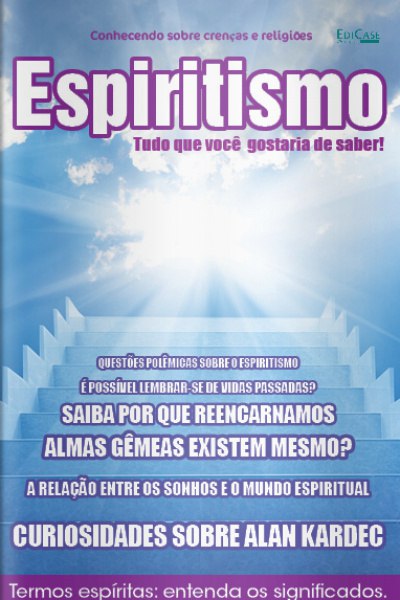 Conhecendo sobre crenças e religiões
EDICASE
Espiritismo
Tudo que você gostaria de saber!
QUESTÕES POLÊMICAS SOBRE O ESPIRITISMO
É POSSÍVEL LEMBRAR-SE DE VIDAS PASSADAS?
SAIBA POR QUE REENCARNAMOS
ALMAS GÊMEAS EXISTEM MESMO?
A RELAÇÃO ENTRE OS SONHOS E O MUNDO ESPIRITUAL
CURIOSIDADES SOBRE ALAN KARDEC
Termos espíritas: entenda os significados.